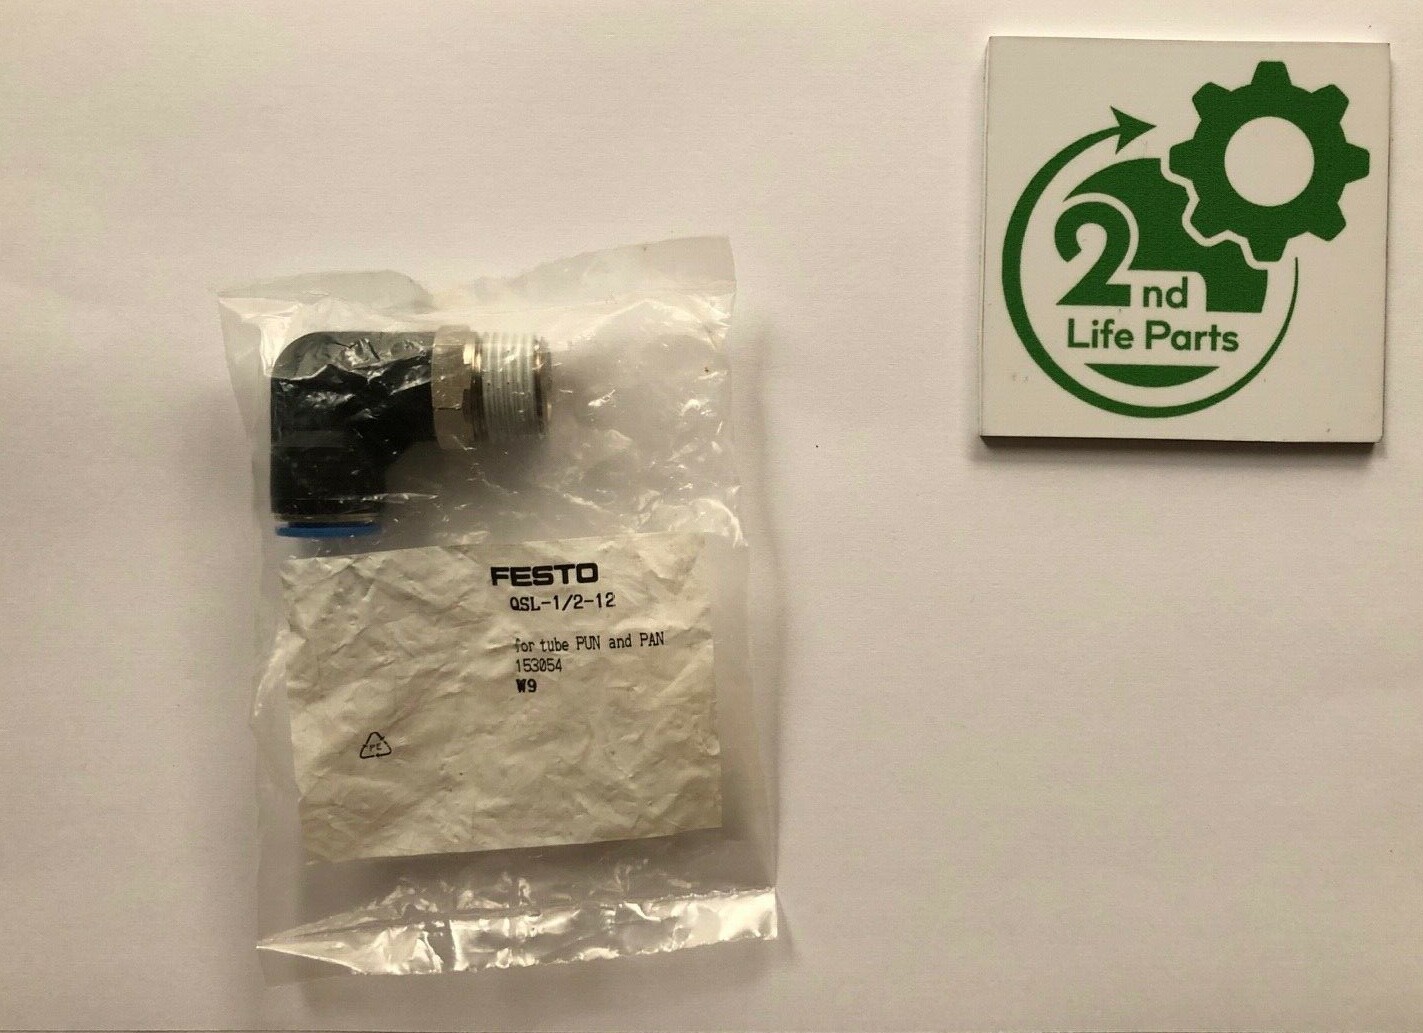 2nd
Life Parts
FESTO
QSL-1/2-12
for tube PUN and PAN
153054
W9
PE